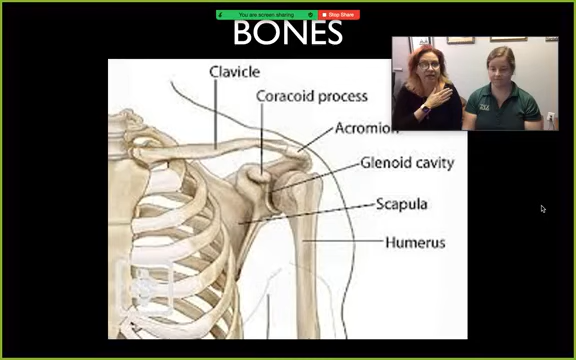 You are screen sharing
Stop Share
BONES
Clavicle
Coracoid process
Acromion
Glenoid cavity
Scapula
Humerus